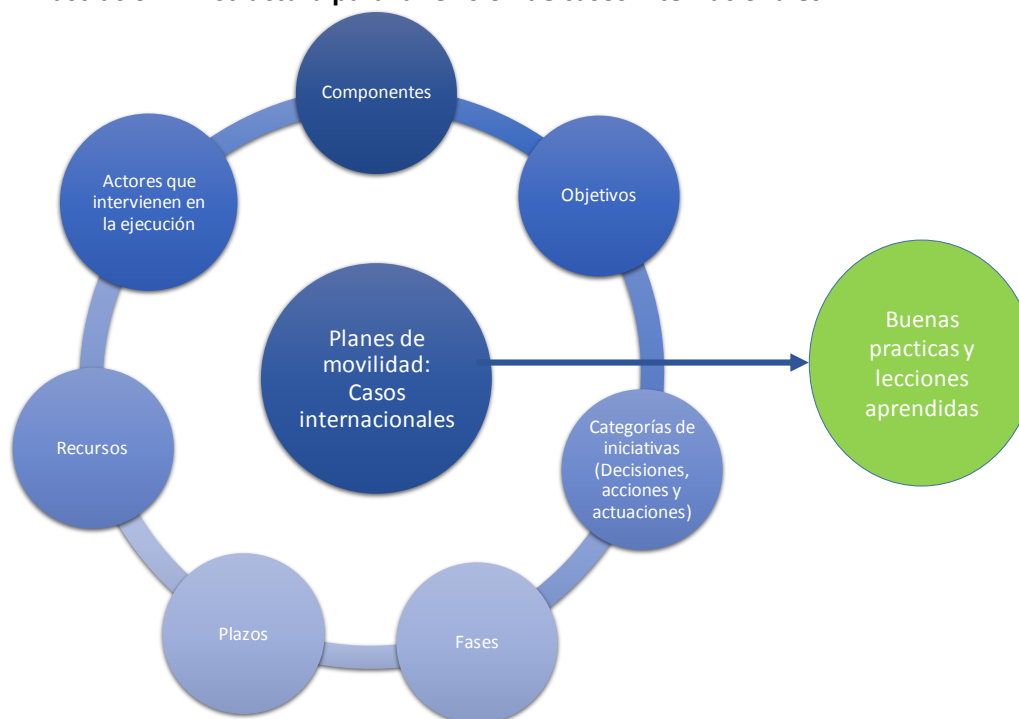 Componentes
Objetivos
Categorías de
iniciativas
(Decisiones,
acciones y
actuaciones)
Fases
Plazos
Recursos
Actores que
intervienen en
la ejecución
Planes de
movilidad:
Casos
internacionales
Buenas
practicas y
lecciones
aprendidas